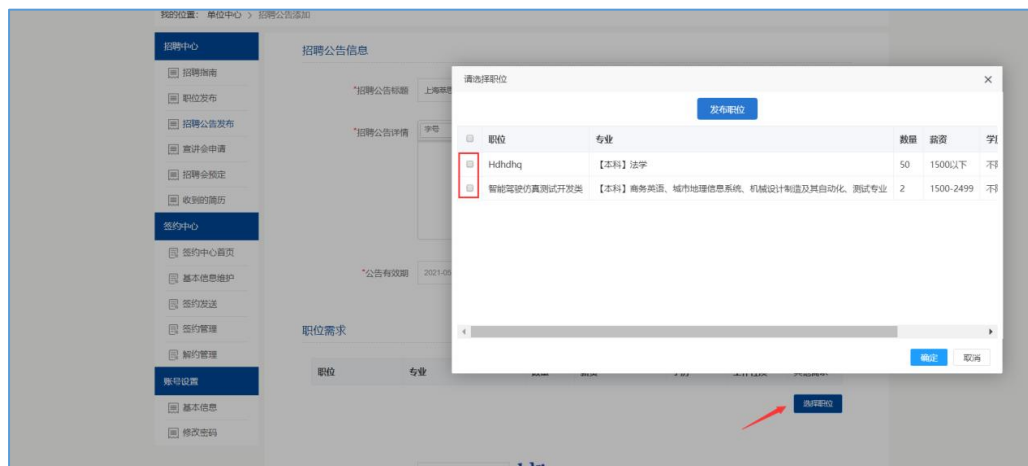 我的位置： 单位中心 > 招聘公告添加
招聘中心
招聘指南
职位发布
招聘公告发布
宣讲会申请
招聘会预定
收到的简历
签约中心
签约中心首页
基本信息维护
签约发送
签约管理
解约管理
账号设置
基本信息
修改密码
招聘公告信息
*招聘公告标题 上海
*招聘公告详情 字号
*公告有效期 2021-05
职位需求
职位 专业
选择职位
请选择职位 ×
发布职位
职位 专业 数量 薪资
Hdhdhq 【本科】法学 50 1500以下
智能驾驶仿真测试开发类 【本科】商务英语、城市地理信息系统、机械设计制造及其自动化、测试专业 2 1500-2499
确定 取消